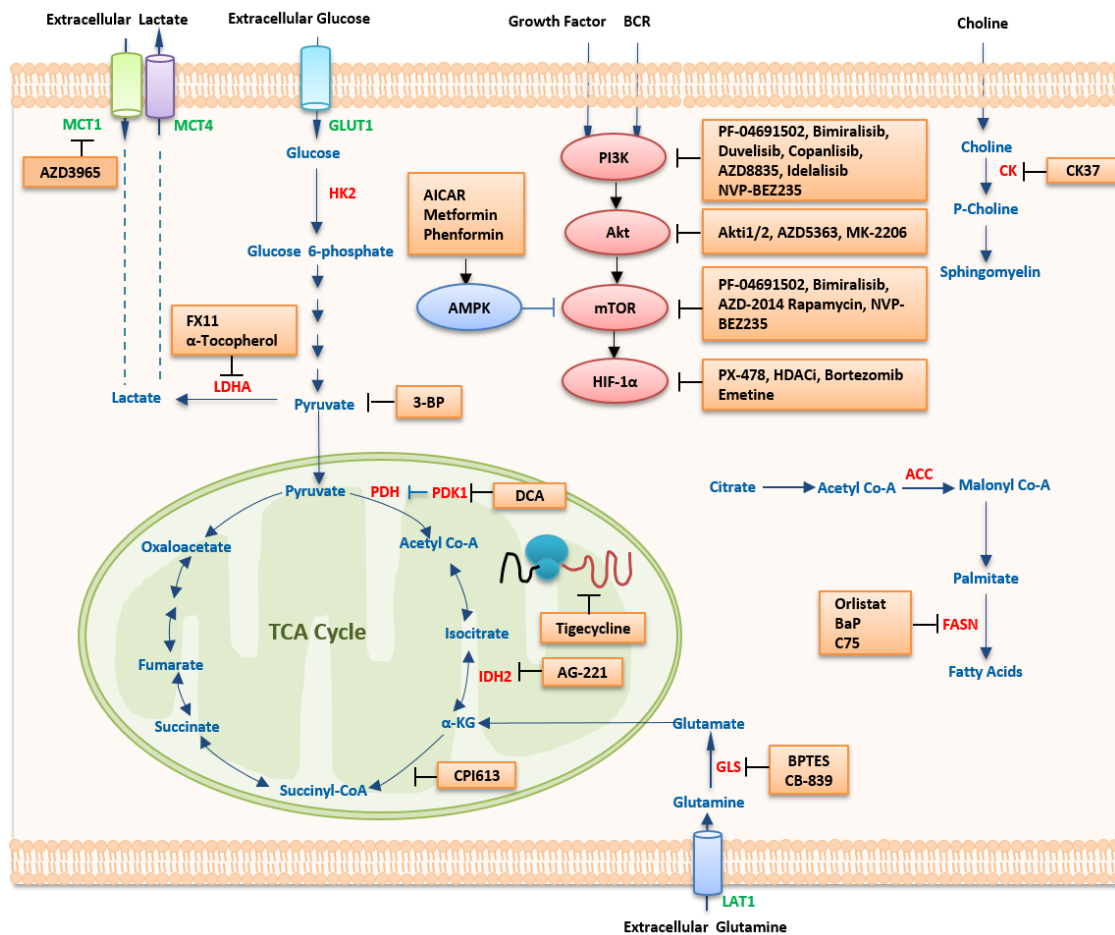 Extracellular Lactate
Extracellular Glucose
Growth Factor BCR
Choline
MCT1
MCT4
GLUT1
AZD3965
Glucose
HK2
Glucose 6-phosphate
AICAR
Metformin
Phenformin
AMPK
PI3K
Akt
mTOR
HIF-1α
PF-04691502, Bimiralisib,
Duvelisib, Copanlisib,
AZD8835, Idelalisib
NVP-BEZ235
Akti1/2, AZD5363, MK-2206
PF-04691502, Bimiralisib,
AZD-2014 Rapamycin, NVP-
BEZ235
PX-478, HDACi, Bortezomib
Emetine
Choline
CK
CK37
P-Choline
Sphingomyelin
FX11
α-Tocopherol
LDHA
Lactate
Pyruvate
3-BP
Pyruvate
PDH
PDK1
DCA
Oxaloacetate
Acetyl Co-A
TCA Cycle
Isocitrate
Tigecycline
Fumarate
IDH2
AG-221
Succinate
α-KG
Succinyl-CoA
CPI613
Citrate
Acetyl Co-A
ACC
Malonyl Co-A
Palmitate
Orlistat
BaP
C75
FASN
Fatty Acids
Glutamate
GLS
BPTES
CB-839
Glutamine
LAT1
Extracellular Glutamine